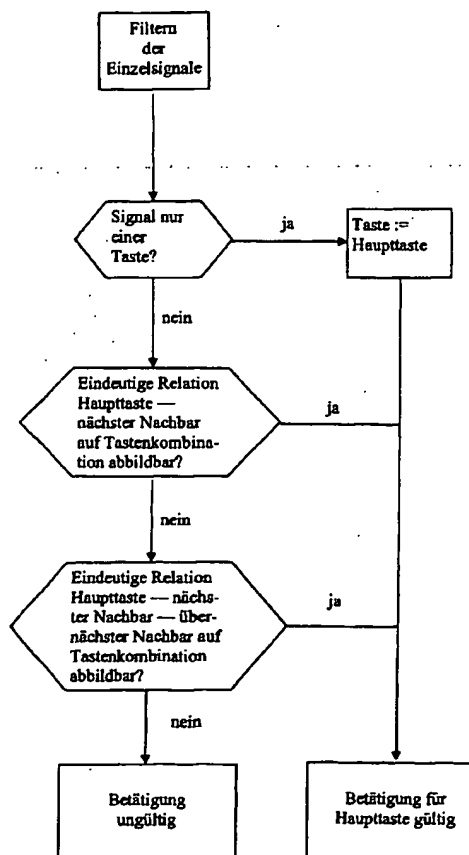 Filtern
der
Einzelsignale
Signal nur
einer
Taste?
ja
Taste :=
Haupttaste
nein
Eindeutige Relation
Haupttaste —
nächster Nachbar
auf Tastenkombina-
tion abbildbar?
ja
nein
Eindeutige Relation
Haupttaste — näch-
ster Nachbar — über-
nächster Nachbar auf
Tastenkombination
abbildbar?
ja
nein
Betätigung
ungültig
Betätigung für
Haupttaste gültig